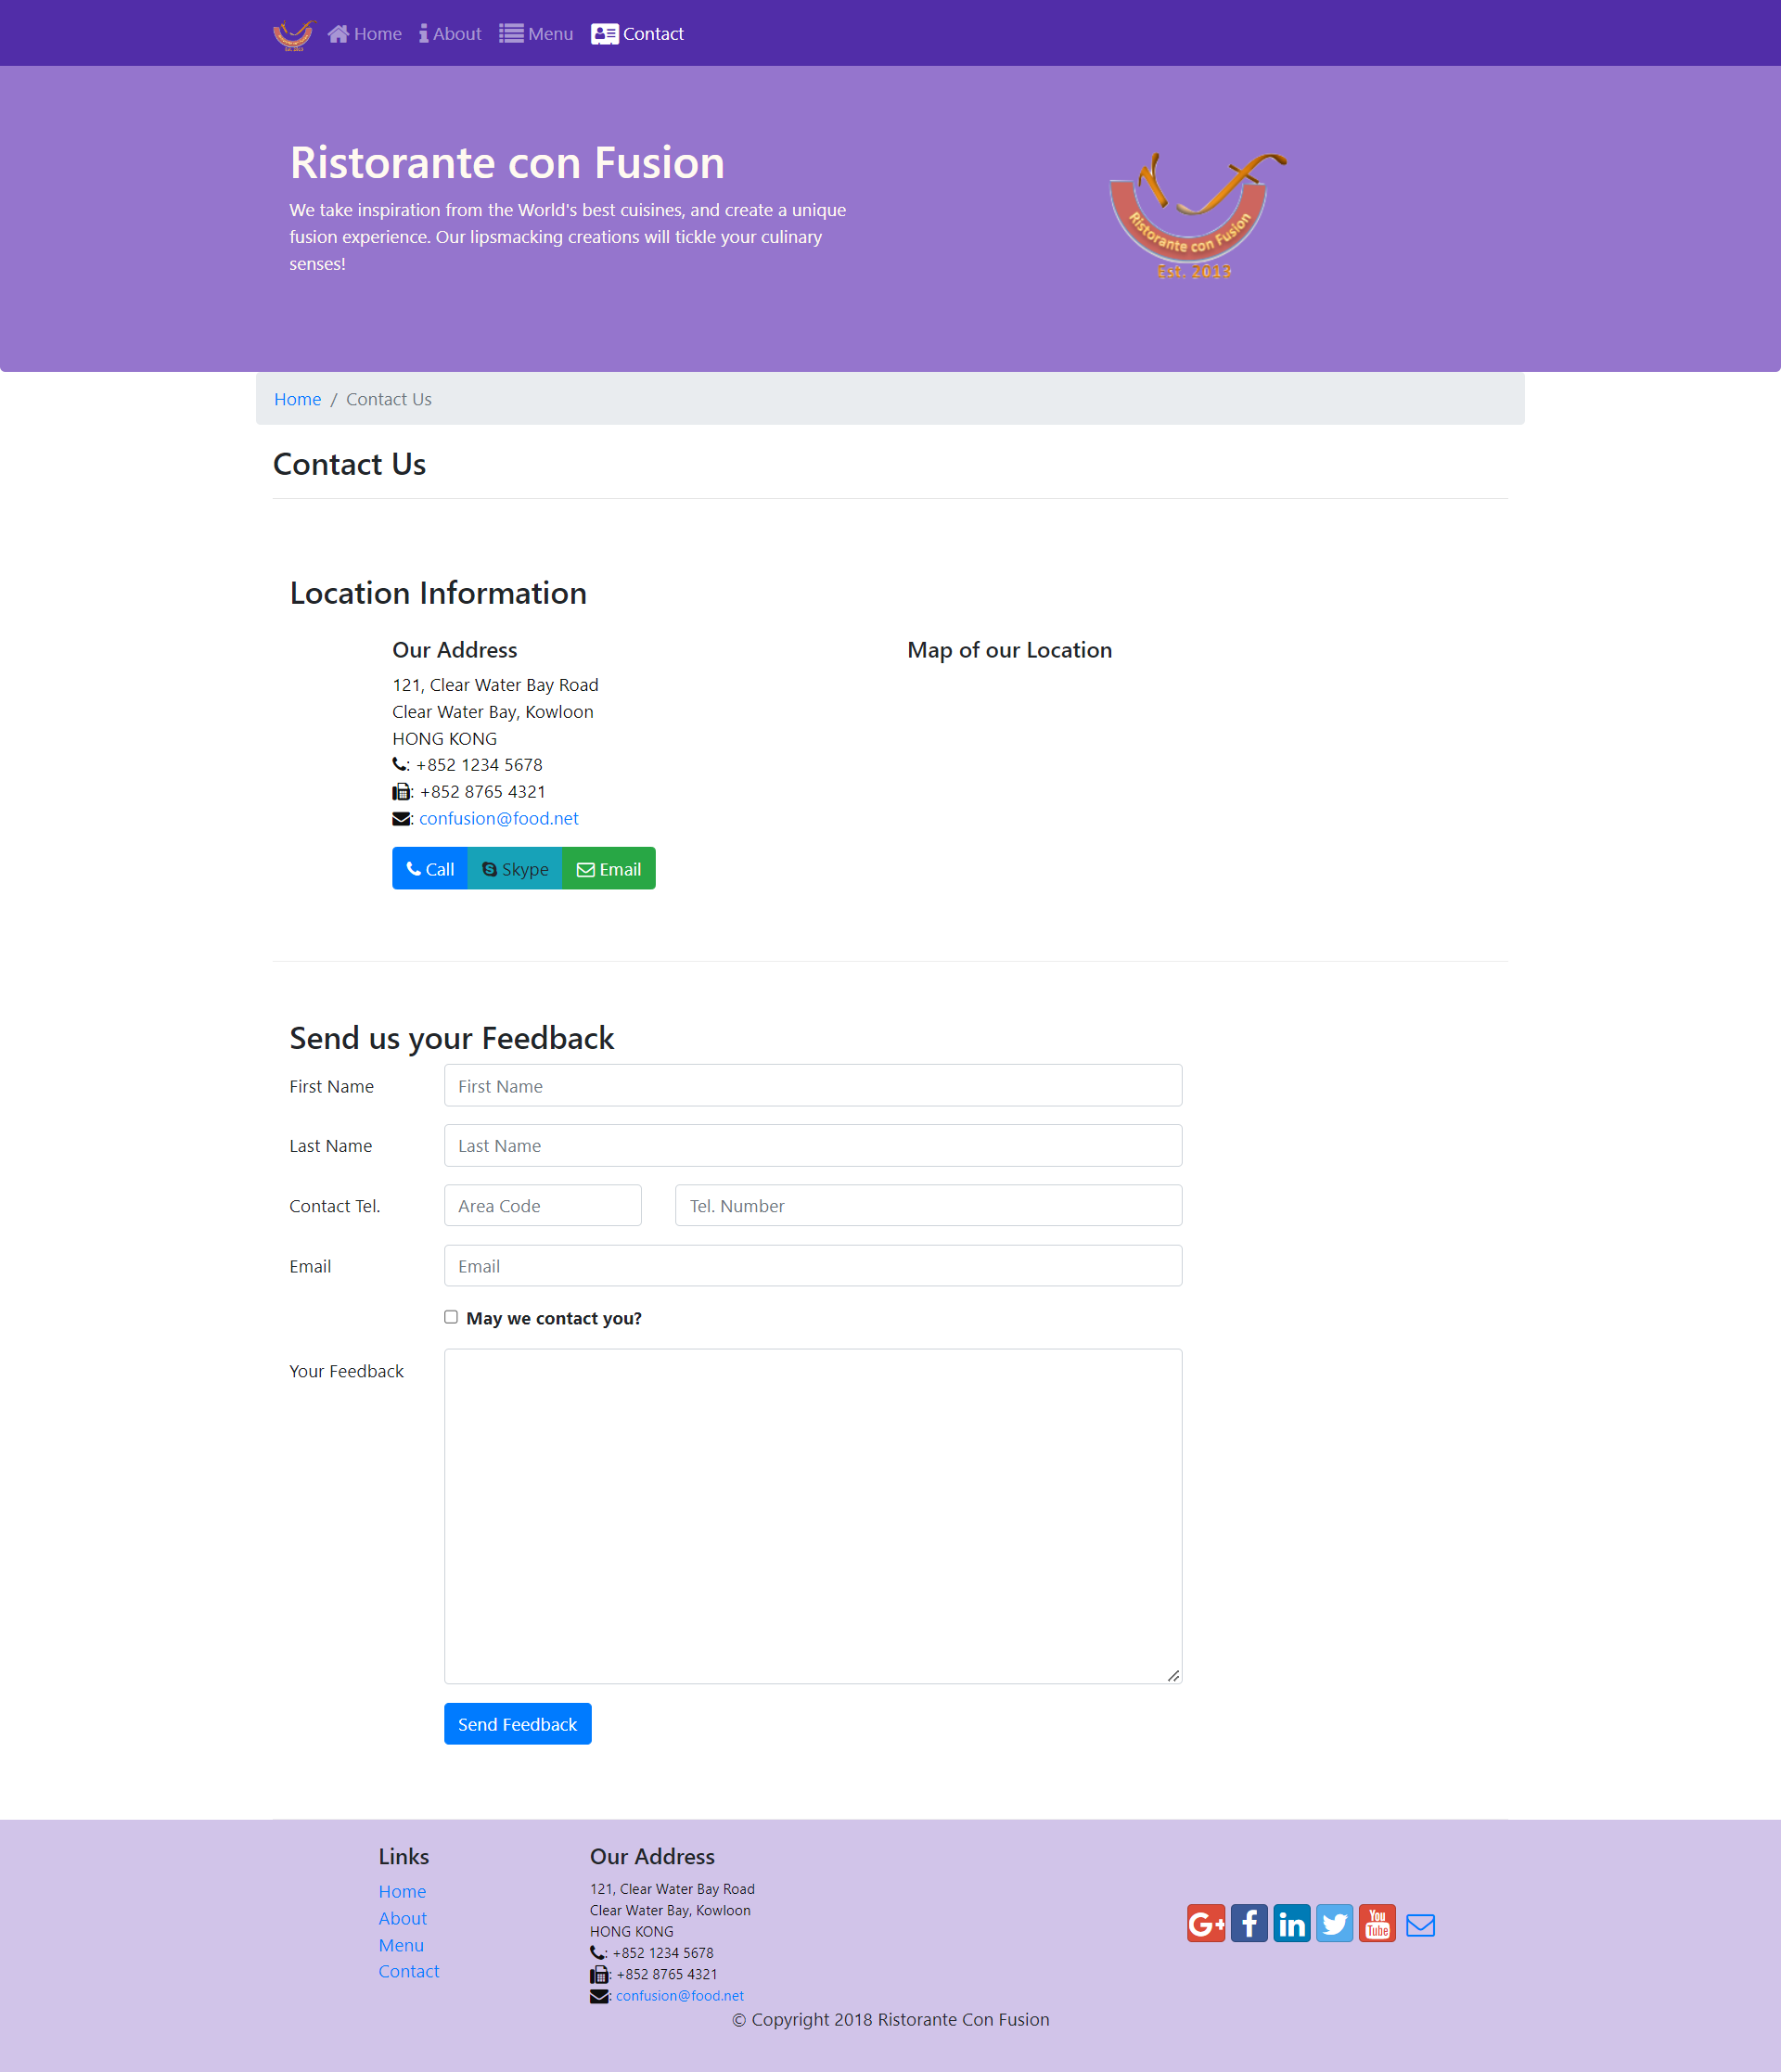 Home About Menu Contact
Ristorante con Fusion
We take inspiration from the World's best cuisines, and create a unique
fusion experience. Our lipsmacking creations will tickle your culinary
senses!
Ristorante con Fusion
Est. 2013
Home / Contact Us
Contact Us
Location Information
Our Address
121, Clear Water Bay Road
Clear Water Bay, Kowloon
HONG KONG
: +852 1234 5678
: +852 8765 4321
: confusion@food.net
Call Skype Email
Map of our Location
Send us your Feedback
First Name First Name
Last Name Last Name
Contact Tel. Area Code Tel. Number
Email Email
May we contact you?
Your Feedback
Send Feedback
Links
Home
About
Menu
Contact
Our Address
121, Clear Water Bay Road
Clear Water Bay, Kowloon
HONG KONG
: +852 1234 5678
: +852 8765 4321
: confusion@food.net
G+ f in You Tube
© Copyright 2018 Ristorante Con Fusion